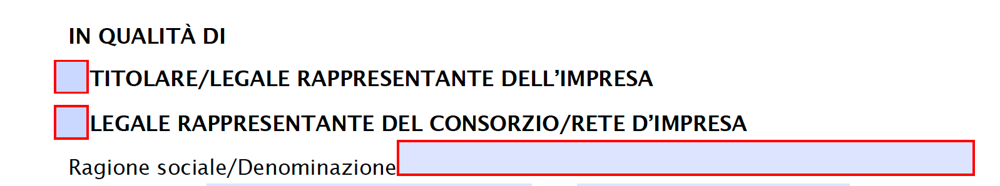 IN QUALITÀ DI
TITOLARE/LEGALE RAPPRESENTANTE DELL’IMPRESA
LEGALE RAPPRESENTANTE DEL CONSORZIO/RETE D’IMPRESA
Ragione sociale/Denominazione